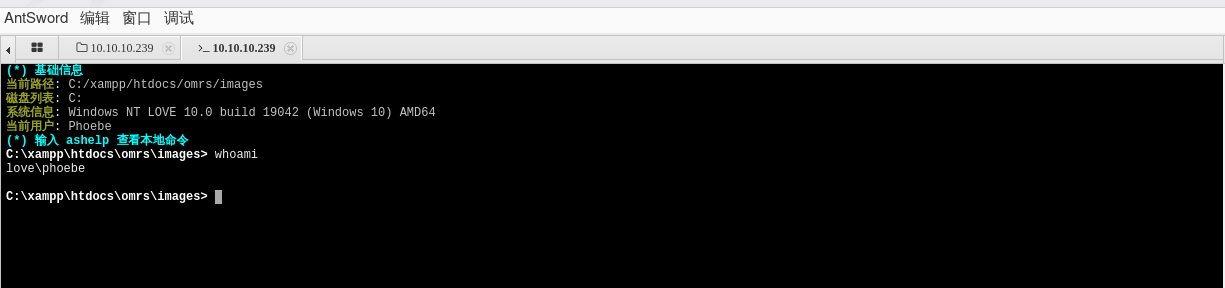 AntSword 编辑 窗口 调试
10.10.10.239 >_ 10.10.10.239
(*) 基础信息
当前路径: C:/xampp/htdocs/omrs/images
磁盘列表: C:
系统信息: Windows NT LOVE 10.0 build 19042 (Windows 10) AMD64
当前用户: Phoebe
(*) 输入 ashelp 查看本地命令
C:\xampp\htdocs\omrs\images> whoami
love\phoebe
C:\xampp\htdocs\omrs\images>